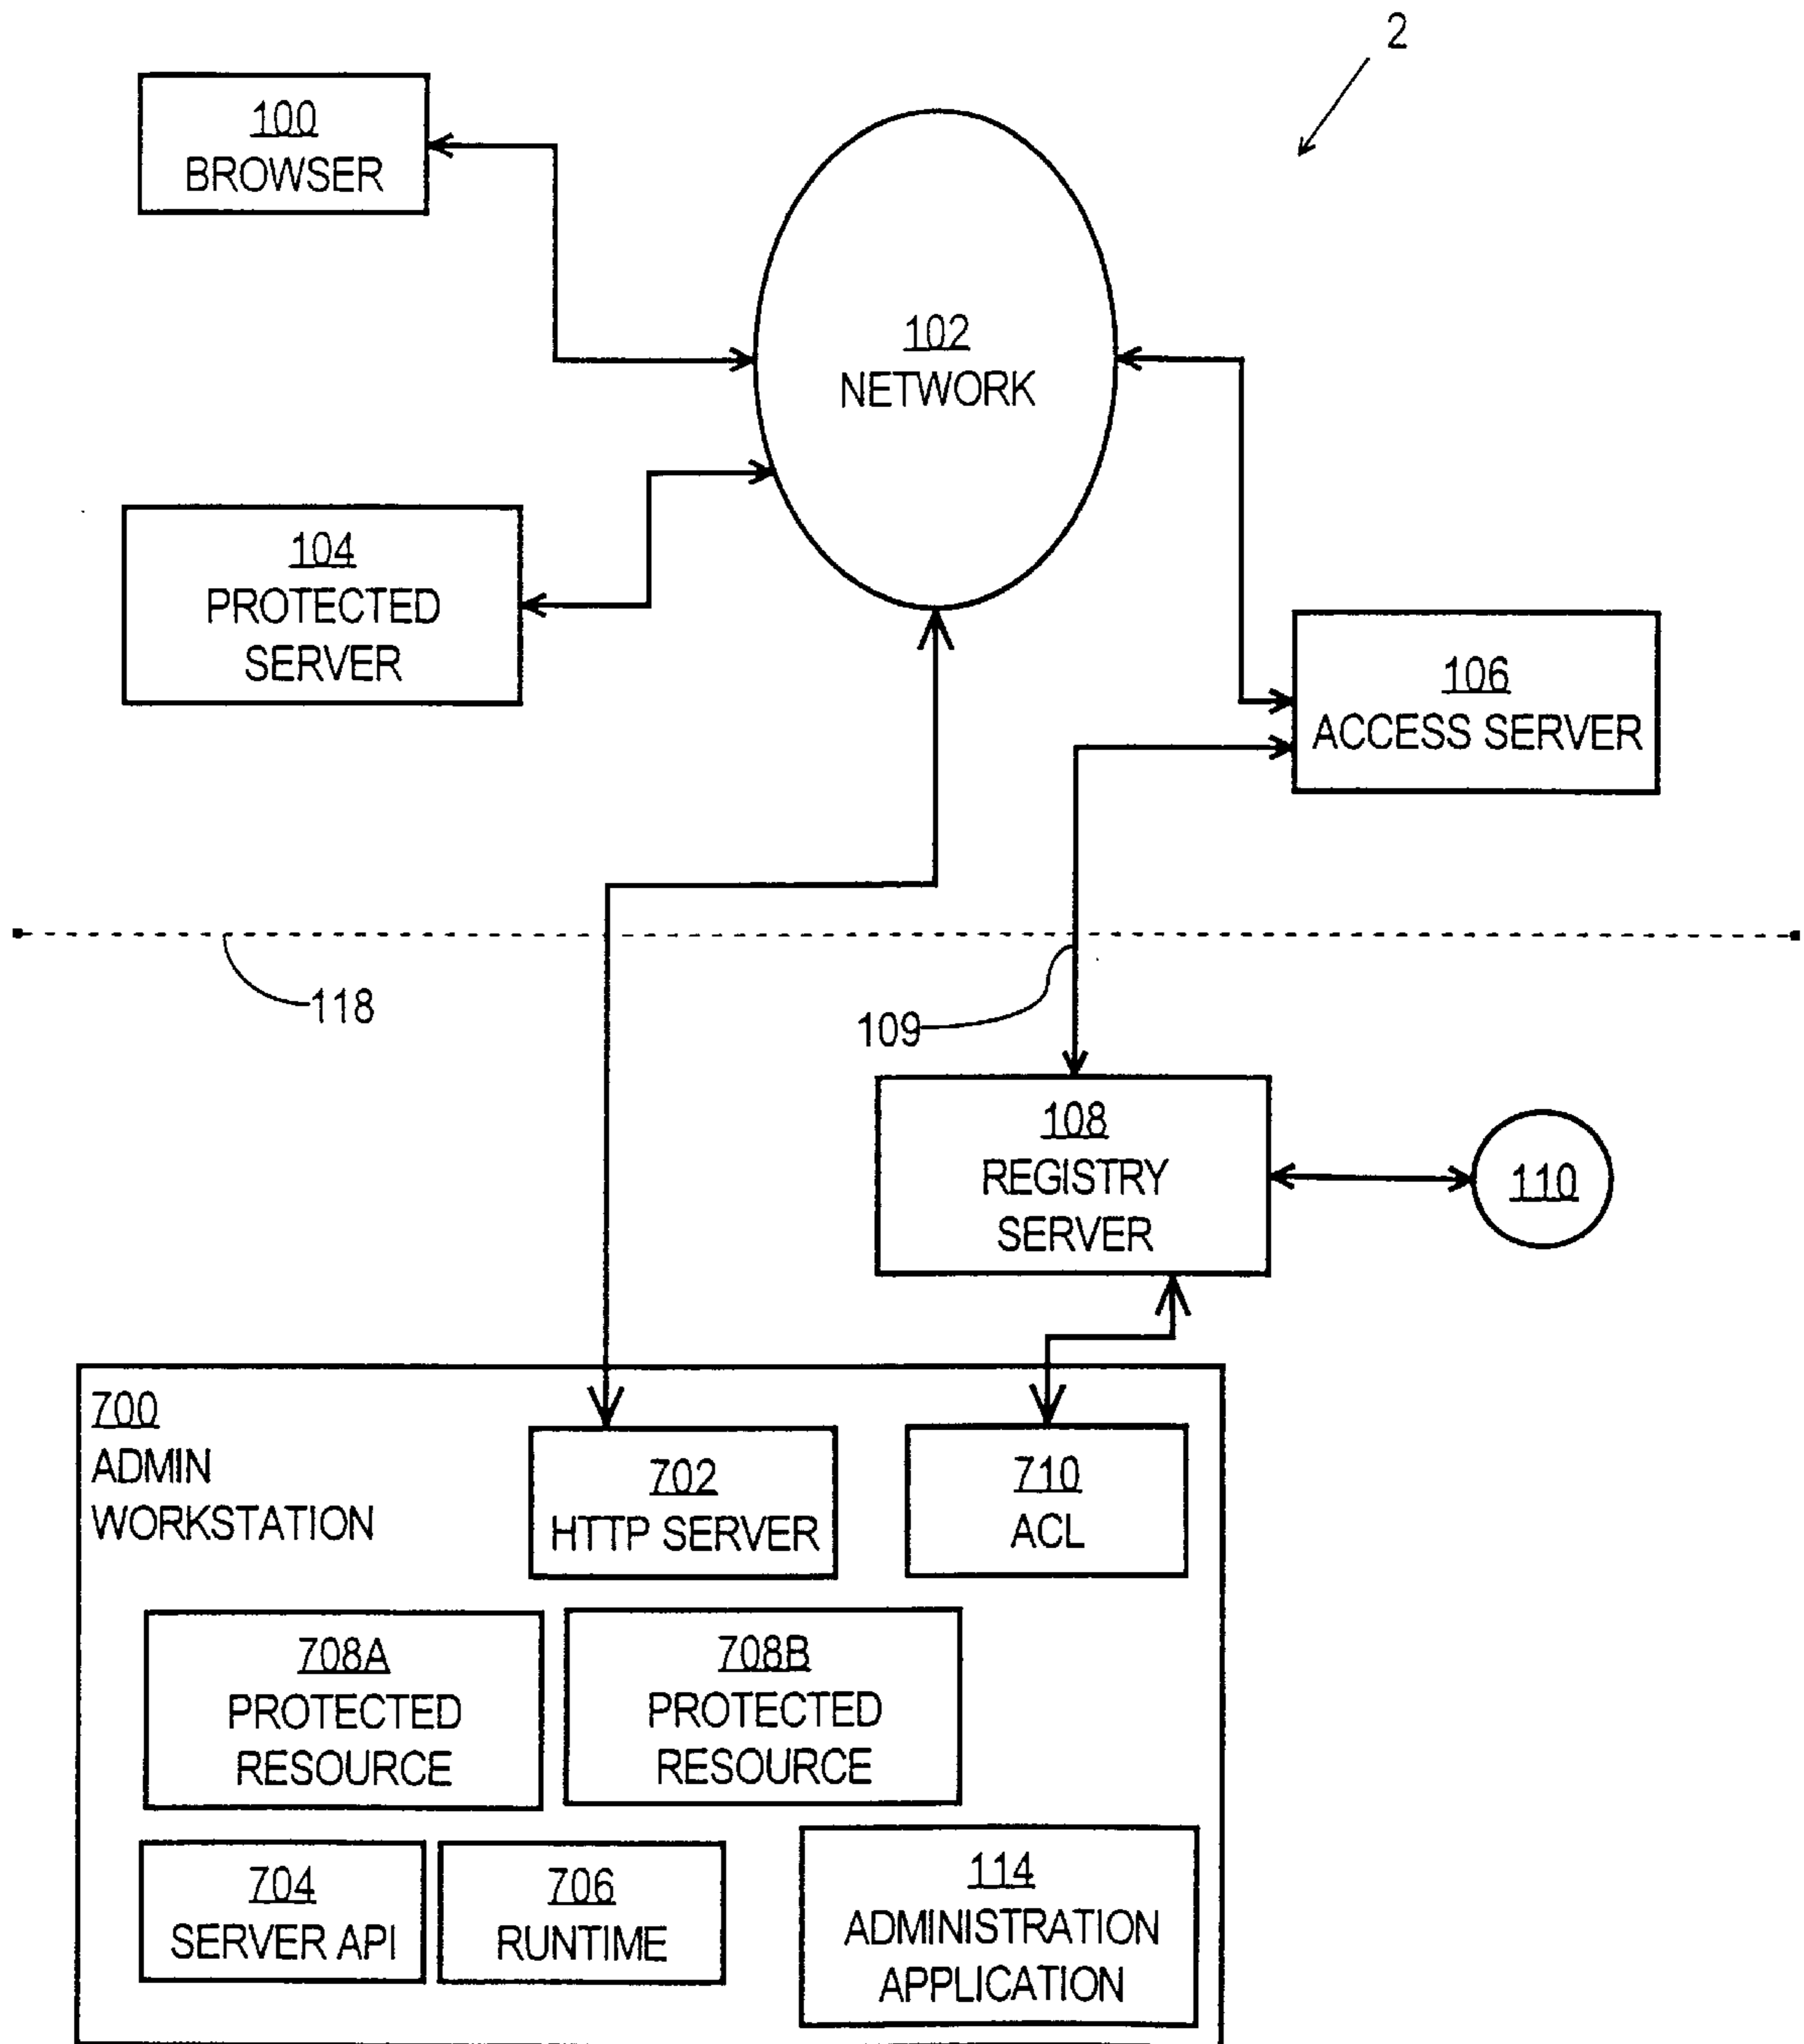 2
100
BROWSER
102
NETWORK
104
PROTECTED
SERVER
106
ACCESS SERVER
118
109
108
REGISTRY
SERVER
110
700
ADMIN
WORKSTATION
702
HTTP SERVER
710
ACL
708A
PROTECTED
RESOURCE
708B
PROTECTED
RESOURCE
704
SERVER API
706
RUNTIME
114
ADMINISTRATION
APPLICATION